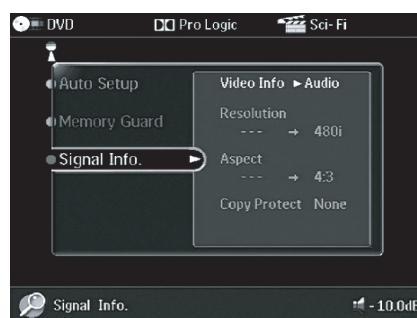 DVD Pro Logic Sci-Fi
Auto Setup
Memory Guard
Signal Info.
Video Info ►Audio
Resolution
--- → 480i
Aspect
--- → 4:3
Copy Protect None
Signal Info. -10.0dB